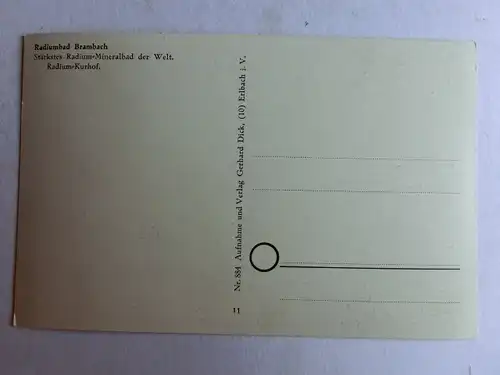 Radiumbad Brambach
Stärkstes Radium-Mineralbad der Welt.
Radium-Kurhof.
Nr. 884 Aufnahme und Verlag Gerhard Dick, (10) Erlbach i. V.
11